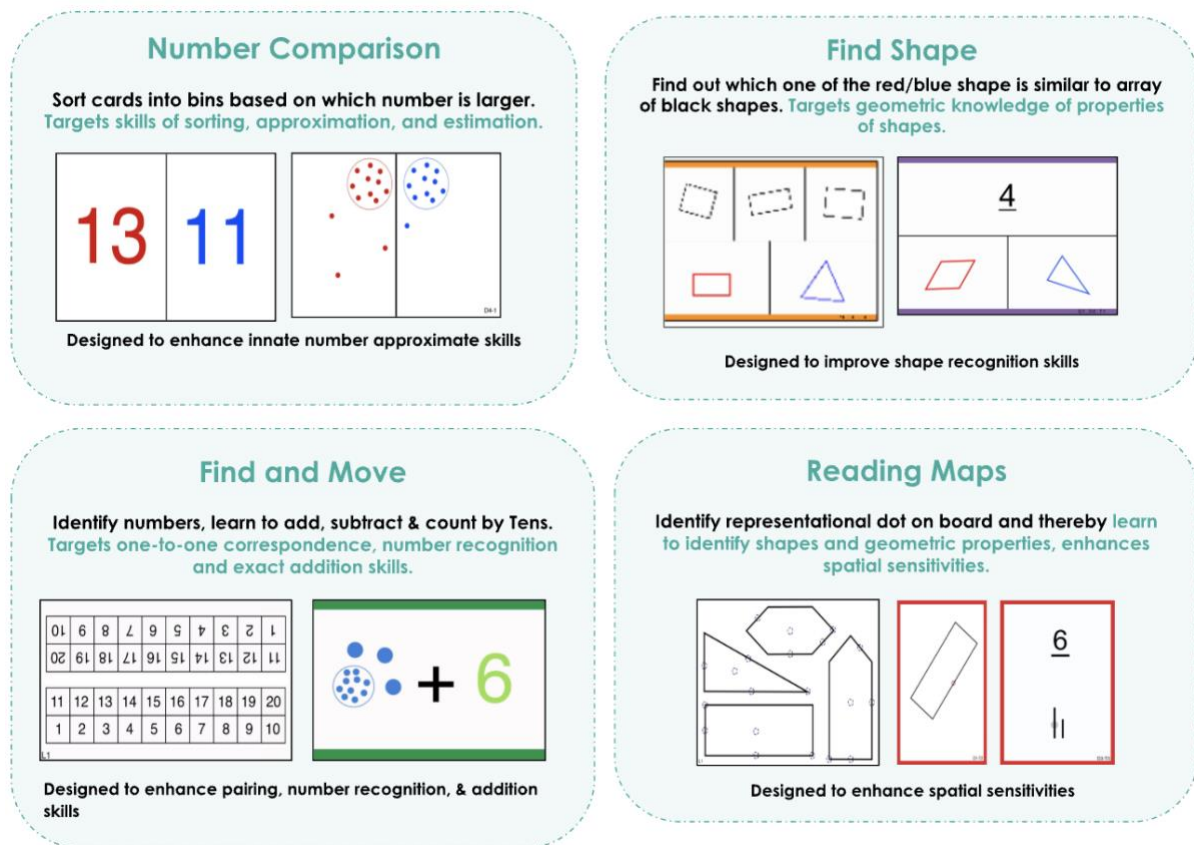 Number Comparison
Sort cards into bins based on which number is larger.
Targets skills of sorting, approximation, and estimation.
13 11
D4-1
Designed to enhance innate number approximate skills
Find Shape
Find out which one of the red/blue shape is similar to array
of black shapes. Targets geometric knowledge of properties
of shapes.
4
Designed to improve shape recognition skills
Find and Move
Identify numbers, learn to add, subtract & count by Tens.
Targets one-to-one correspondence, number recognition
and exact addition skills.
10 9 8 7 6 5 4 3 2 1
20 19 18 17 16 15 14 13 12 11
11 12 13 14 15 16 17 18 19 20
1 2 3 4 5 6 7 8 9 10
L1
+ 6
Designed to enhance pairing, number recognition, & addition
skills
Reading Maps
Identify representational dot on board and thereby learn
to identify shapes and geometric properties, enhances
spatial sensitivities.
6
Designed to enhance spatial sensitivities